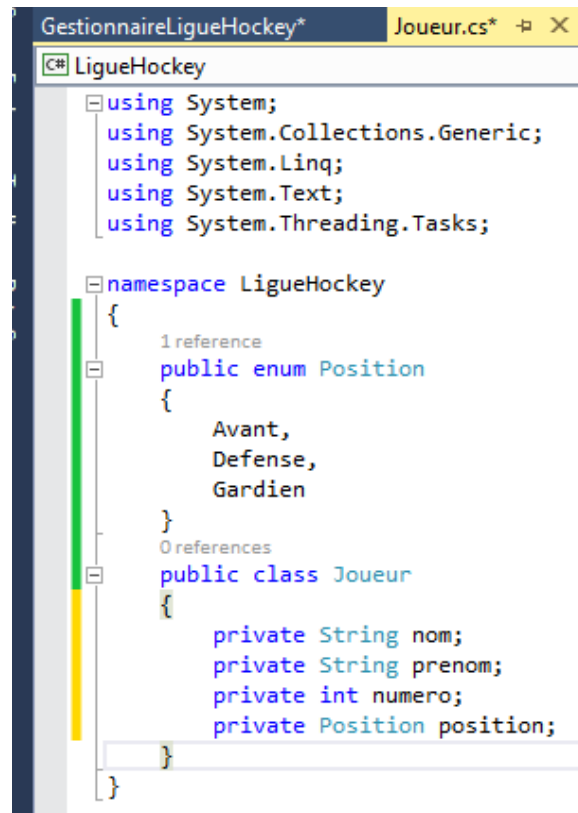 GestionnaireLigueHockey* Joueur.cs*
C# LigueHockey
using System;
using System.Collections.Generic;
using System.Linq;
using System.Text;
using System.Threading.Tasks;
namespace LigueHockey
{
1 reference
public enum Position
{
Avant,
Defense,
Gardien
}
0 references
public class Joueur
{
private String nom;
private String prenom;
private int numero;
private Position position;
}
}